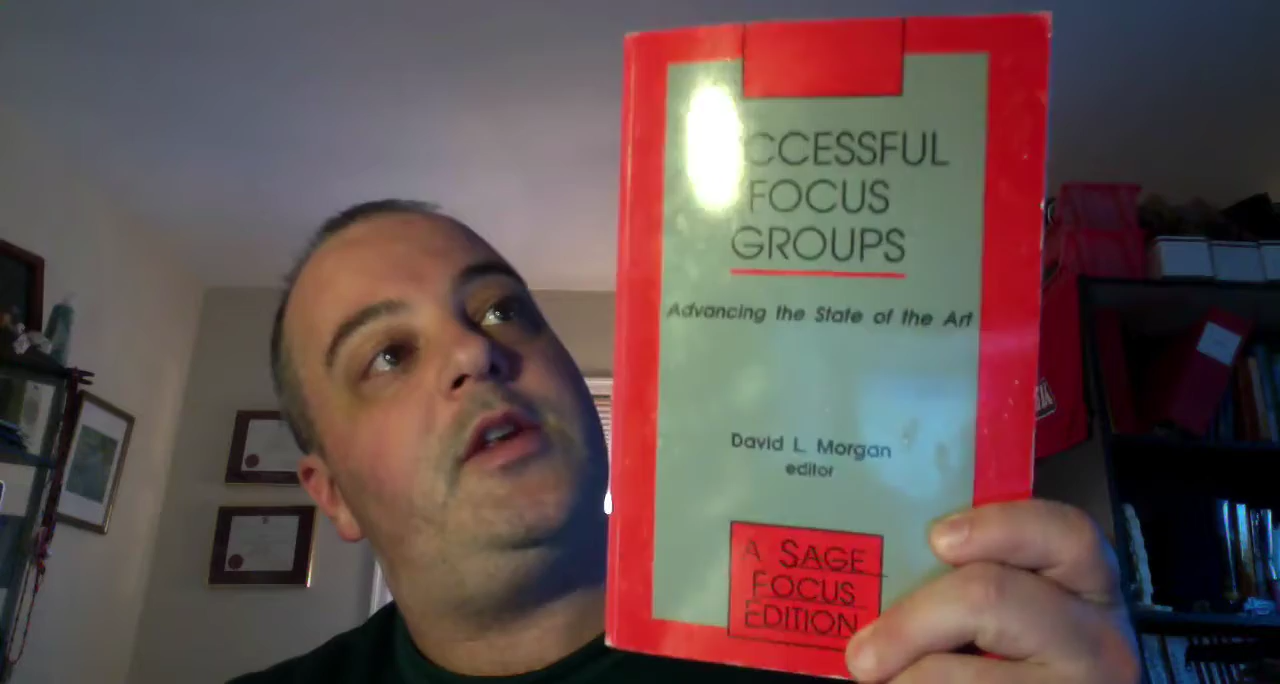 CCESSFUL
FOCUS
GROUPS
Advancing the State of the Art
David L. Morgan
editor
A SAGE
FOCUS
EDITION